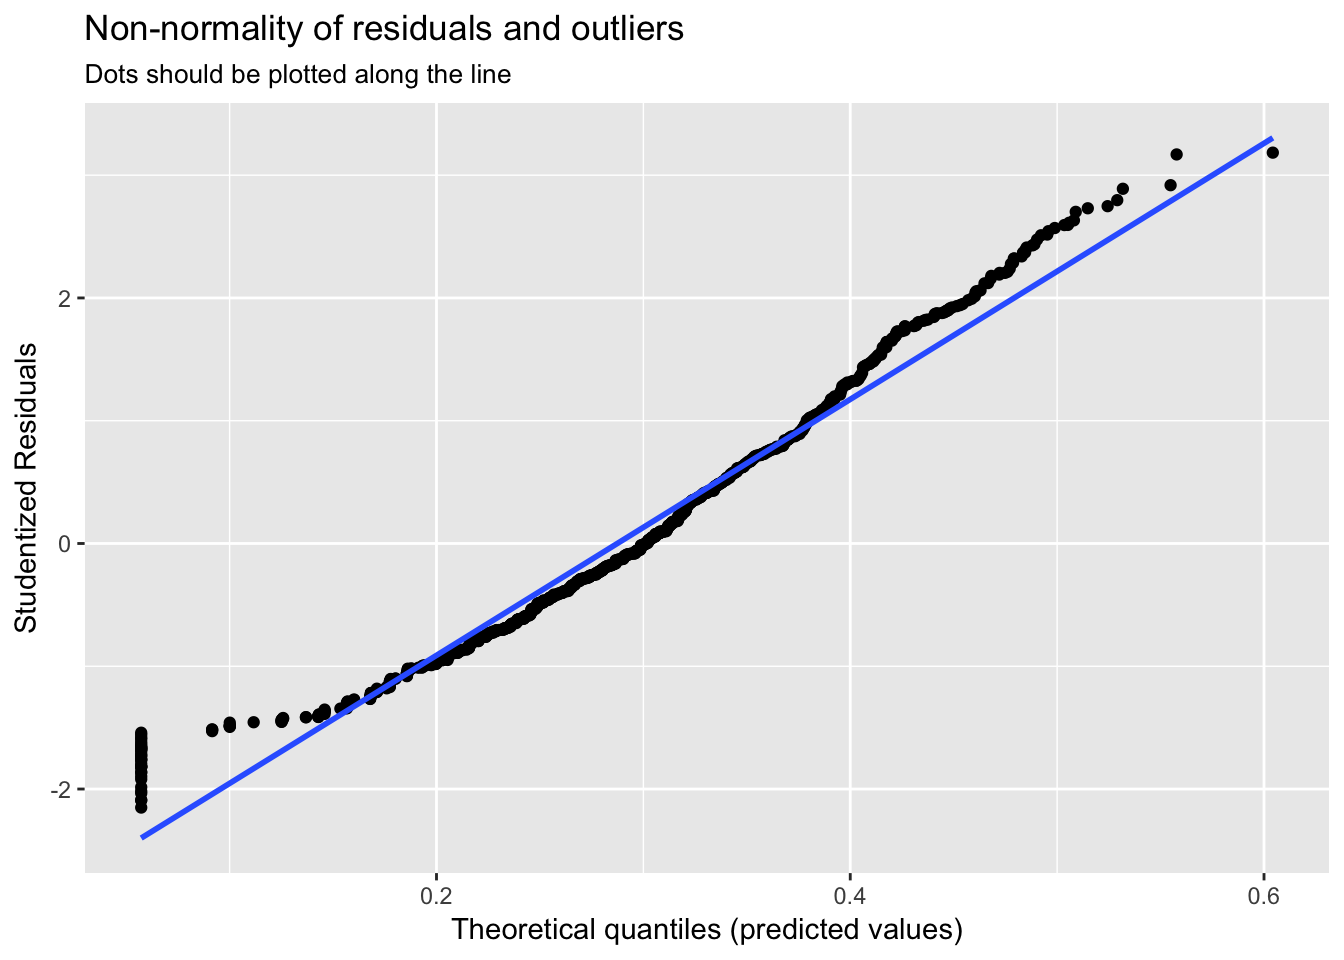 Non-normality of residuals and outliers
Dots should be plotted along the line
Studentized Residuals
2
0
-2
0.2 0.4 0.6
Theoretical quantiles (predicted values)